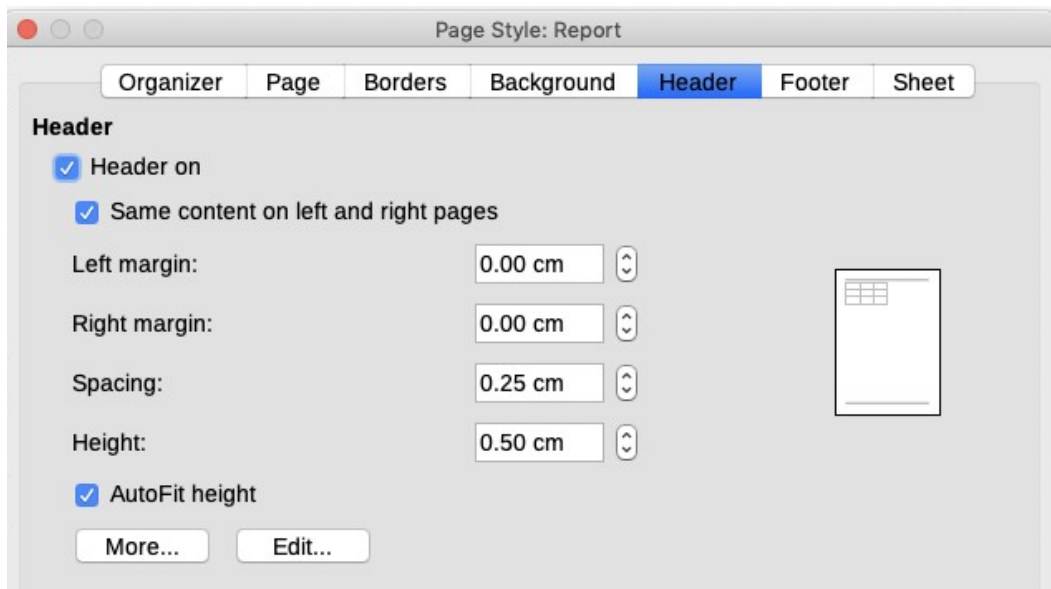 Page Style: Report
Organizer Page Borders Background Header Footer Sheet
Header
Header on
Same content on left and right pages
Left margin: 0.00 cm
Right margin: 0.00 cm
Spacing: 0.25 cm
Height: 0.50 cm
AutoFit height
More... Edit...